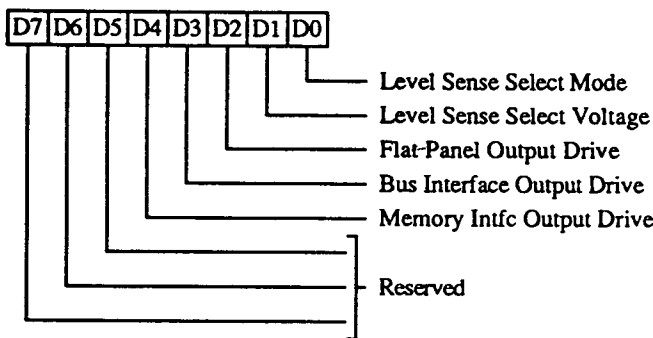 D7 D6 D5 D4 D3 D2 D1 D0
Level Sense Select Mode
Level Sense Select Voltage
Flat-Panel Output Drive
Bus Interface Output Drive
Memory Intfc Output Drive
Reserved